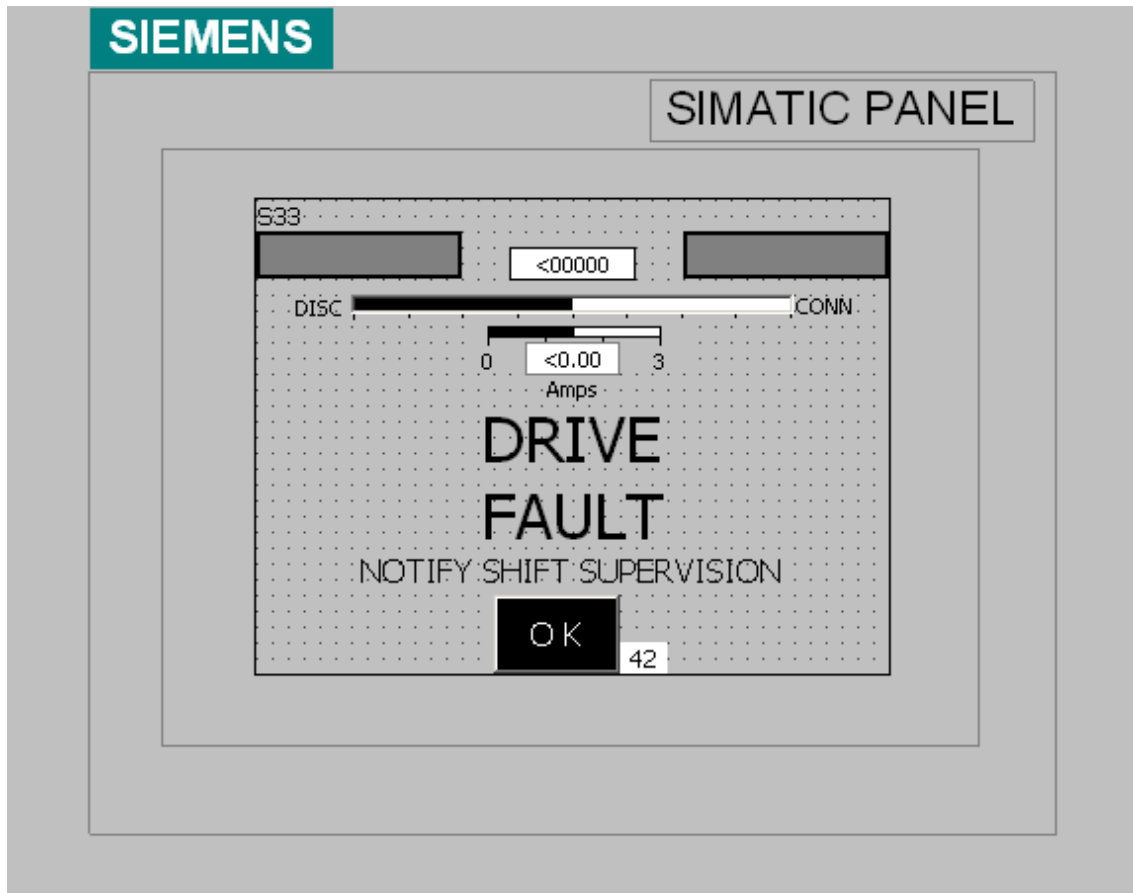 SIEMENS
SIMATIC PANEL
S33
<00000
DISC CONN
0 <0.00 3
Amps
DRIVE
FAULT
NOTIFY SHIFT SUPERVISION
OK
42